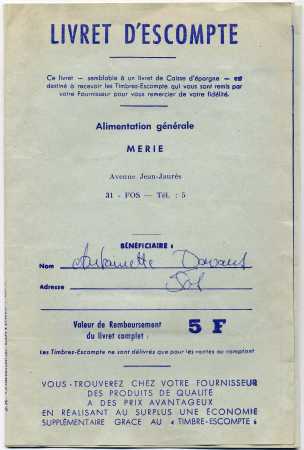 LIVRET D'ESCOMPTE
Ce livret — semblable à un livret de Caisse d'épargne — est
destiné à recevoir les Timbres-Escompte qui vous sont remis par
votre Fournisseur pour vous remercier de votre fidélité.
Alimentation générale
MERIE
Avenue Jean-Jaurès
31 - FOS — Tél. : 5
BÉNÉFICIAIRE :
Nom Antoinette
Adresse
Valeur de Remboursement
du livret complet : 5 F
Les Timbres-Escompte ne sont délivrés que pour les ventes au comptant
VOUS TROUVEREZ CHEZ VOTRE FOURNISSEUR
DES PRODUITS DE QUALITÉ
A DES PRIX AVANTAGEUX
EN RÉALISANT AU SURPLUS UNE ÉCONOMIE
SUPPLÉMENTAIRE GRACE AU « TIMBRE-ESCOMPTE »